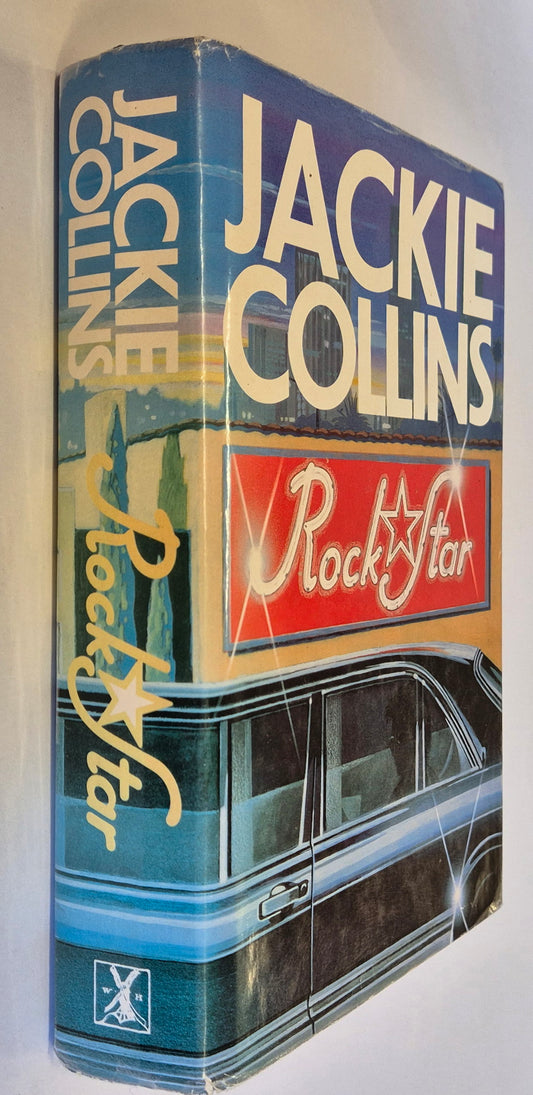 JACKIE
COLLINS
Rock Star
W H
JACKIE
COLLINS
Rock Star